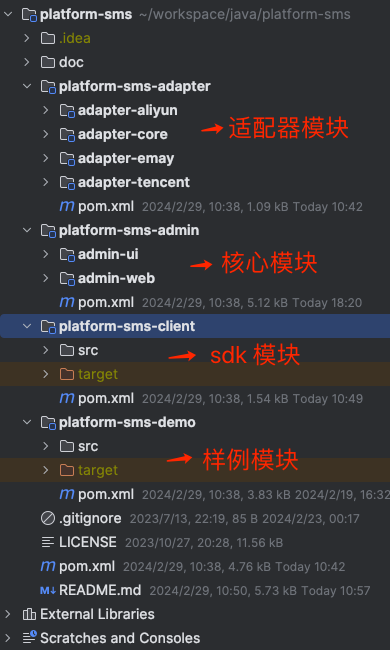 platform-sms ~/workspace/java/platform-sms
.idea
doc
platform-sms-adapter
adapter-aliyun
adapter-core
适配器模块
adapter-emay
adapter-tencent
pom.xml 2024/2/29, 10:38, 1.09 kB Today 10:42
platform-sms-admin
admin-ui
核心模块
admin-web
pom.xml 2024/2/29, 10:38, 5.12 kB Today 18:20
platform-sms-client
src
sdk 模块
target
pom.xml 2024/2/29, 10:38, 1.54 kB Today 10:49
platform-sms-demo
src
样例模块
target
pom.xml 2024/2/29, 10:38, 3.83 kB 2024/2/19, 16:32
.gitignore 2023/7/13, 22:19, 85 B 2024/2/23, 00:17
LICENSE 2023/10/27, 20:28, 11.56 kB
pom.xml 2024/2/29, 10:38, 4.76 kB Today 10:42
README.md 2024/2/29, 10:50, 5.73 kB Today 10:57
External Libraries
Scratches and Consoles